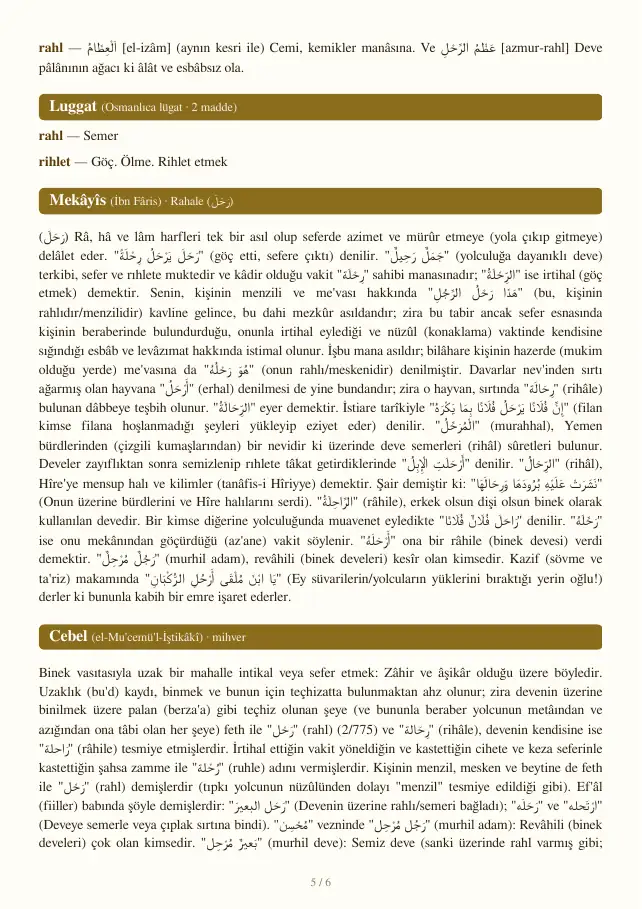 rahl — اَلْعِظَامُ [el-izâm] (aynın kesri ile) Cemi, kemikler manâsına. Ve عَظْمُ الرَّحْلِ [azmur-rahl] Deve
pâlânının ağacı ki âlât ve esbâbsız ola.
Luggat (Osmanlıca lügat · 2 madde)
rahl — Semer
rihlet — Göç. Ölme. Rihlet etmek
Mekâyîs (İbn Fâris) · Rahale (رَحَلَ)
(رَحَلَ) Râ, hâ ve lâm harfleri tek bir asıl olup seferde azimet ve mürûr etmeye (yola çıkıp gitmeye)
delâlet eder. "رَحَلَ يَرْحَلُ رِحْلَةً" (göç etti, sefere çıktı) denilir. "جَمَلٌ رَحِيلٌ" (yolculuğa dayanıklı deve)
terkibi, sefer ve rıhlete muktedir ve kâdir olduğu vakit "رِحْلَة" sahibi manasınadır; "الرِّحْلَةُ" ise irtihal (göç
etmek) demektir. Senin, kişinin menzili ve me'vası hakkında "هٰذَا رَحْلُ الرَّجُلِ" (bu, kişinin
rahlıdır/menzilidir) kavline gelince, bu dahi mezkûr asıldandır; zira bu tabir ancak sefer esnasında
kişinin beraberinde bulundurduğu, onunla irtihal eylediği ve nüzûl (konaklama) vaktinde kendisine
sığındığı esbâb ve levâzımat hakkında istimal olunur. İşbu mana asıldır; bilâhare kişinin hazerde (mukim
olduğu yerde) me'vasına da "هُوَ رَحْلُهُ" (onun rahlı/meskenidir) denilmiştir. Davarlar nev'inden sırtı
ağarmış olan hayvana "أَرْحَلُ" (erhal) denilmesi de yine bundandır; zira o hayvan, sırtında "رِحَالَة" (rihâle)
bulunan dâbbeye teşbih olunur. "الرِّحَالَةُ" eyer demektir. İstiare tarîkiyle "إِنَّ فُلَانًا يَرْحَلُ فُلَانًا بِمَا يَكْرَهُ" (filan
kimse filana hoşlanmadığı şeyleri yükleyip eziyet eder) denilir. "الْمُرَحَّلُ" (murahhal), Yemen
bürdlerinden (çizgili kumaşlarından) bir nevidir ki üzerinde deve semerleri (rihâl) sûretleri bulunur.
Develer zayıflıktan sonra semizlenip rıhlete tâkat getirdiklerinde "أَرْحَلَتِ الْإِبِلُ" denilir. "الرِّحَالُ" (rihâl),
Hîre'ye mensup halı ve kilimler (tanâfis-i Hîriyye) demektir. Şair demiştir ki: "نَشَرَتْ عَلَيْهِ بُرُودَهَا وَرِحَالَهَا"
(Onun üzerine bürdlerini ve Hîre halılarını serdi). "الرَّاحِلَةُ" (râhile), erkek olsun dişi olsun binek olarak
kullanılan devedir. Bir kimse diğerine yolculuğunda muavenet eyledikte "رَاحَلَ فُلَانٌ فُلَانًا" denilir. "رَحَّلَهُ"
ise onu mekânından göçürdüğü (az'ane) vakit söylenir. "أَرْحَلَهُ" ona bir râhile (binek devesi) verdi
demektir. "رَجُلٌ مُرْحِلٌ" (murhil adam), revâhili (binek develeri) kesîr olan kimsedir. Kazif (sövme ve
ta'riz) makamında "يَا ابْنَ مُلْقَى أَرْحُلِ الرُّكْبَانِ" (Ey süvarilerin/yolcuların yüklerini bıraktığı yerin oğlu!)
derler ki bununla kabih bir emre işaret ederler.
Cebel (el-Mu'cemü'l-İştikâkî) · mihver
Binek vasıtasıyla uzak bir mahalle intikal veya sefer etmek: Zâhir ve âşikâr olduğu üzere böyledir.
Uzaklık (bu'd) kaydı, binmek ve bunun için teçhizatta bulunmaktan ahz olunur; zira devenin üzerine
binilmek üzere palan (berza'a) gibi teçhiz olunan şeye (ve bununla beraber yolcunun metâından ve
azığından ona tâbi olan her şeye) feth ile "رَحْل" (rahl) (2/775) ve "رِحالة" (rihâle), devenin kendisine ise
"راحلة" (râhile) tesmiye etmişlerdir. İrtihal ettiğin vakit yöneldiğin ve kastettiğin cihete ve keza seferinle
kastettiğin şahsa zamme ile "رُحْلة" (ruhle) adını vermişlerdir. Kişinin menzil, mesken ve beytine de feth
ile "رَحْل" (rahl) demişlerdir (tıpkı yolcunun nüzûlünden dolayı "menzil" tesmiye edildiği gibi). Ef'âl
(fiiller) babında şöyle demişlerdir: "رَحَل البعيرَ" (Devenin üzerine rahlı/semeri bağladı); "رَحَله" ve "ارْتَحله"
(Deveye semerle veya çıplak sırtına bindi). "مُحْسِن" vezninde "رَجُل مُرْحِل" (murhil adam): Revâhili (binek
develeri) çok olan kimsedir. "بَعيرٌ مُرْحِل" (murhil deve): Semiz deve (sanki üzerinde rahl varmış gibi;
5 / 6